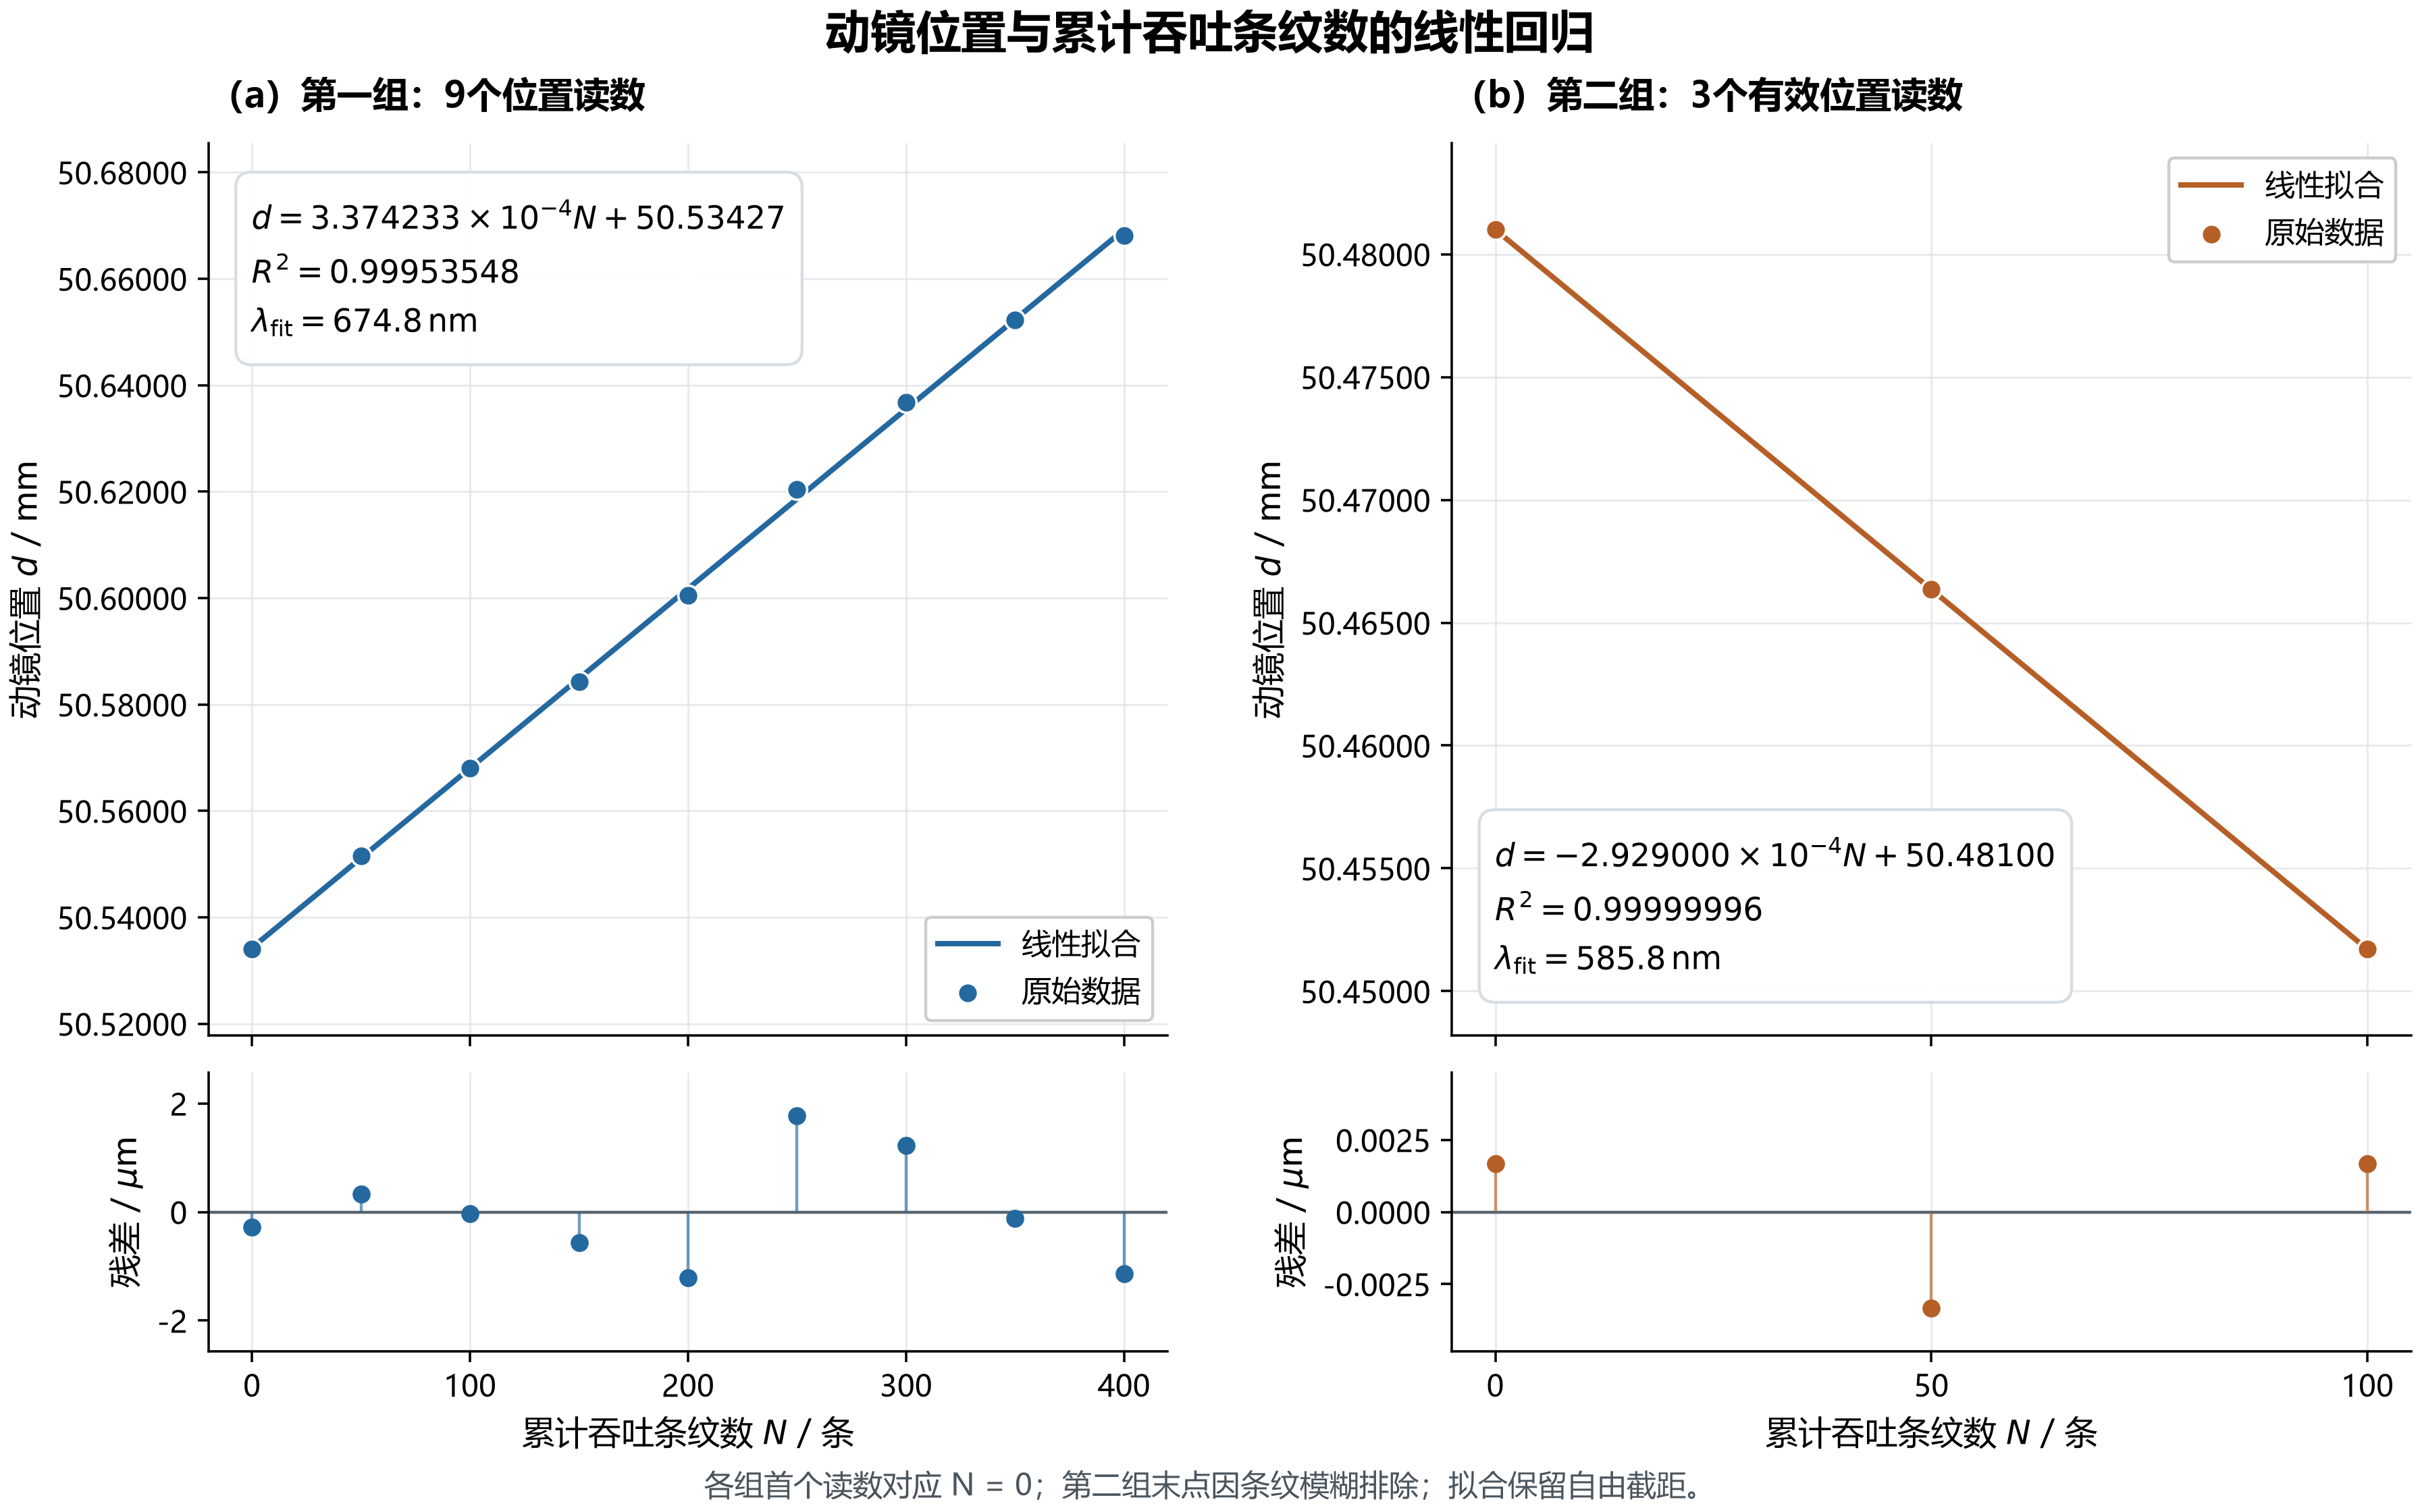 动镜位置与累计吞吐条纹数的线性回归
(a) 第一组：9个位置读数
50.68000
50.66000
50.64000
50.62000
50.60000
50.58000
50.56000
50.54000
50.52000
动镜位置 d / mm
d = 3.374233 × 10⁻⁴N + 50.53427
R² = 0.99953548
λfit = 674.8 nm
线性拟合
原始数据
2
0
-2
残差 / μm
0
100
200
300
400
累计吞吐条纹数 N / 条
(b) 第二组：3个有效位置读数
50.48000
50.47500
50.47000
50.46500
50.46000
50.45500
50.45000
动镜位置 d / mm
线性拟合
原始数据
d = −2.929000 × 10⁻⁴N + 50.48100
R² = 0.99999996
λfit = 585.8 nm
0.0025
0.0000
-0.0025
残差 / μm
0
50
100
累计吞吐条纹数 N / 条
各组首个读数对应 N = 0；第二组末点因条纹模糊排除；拟合保留自由截距。